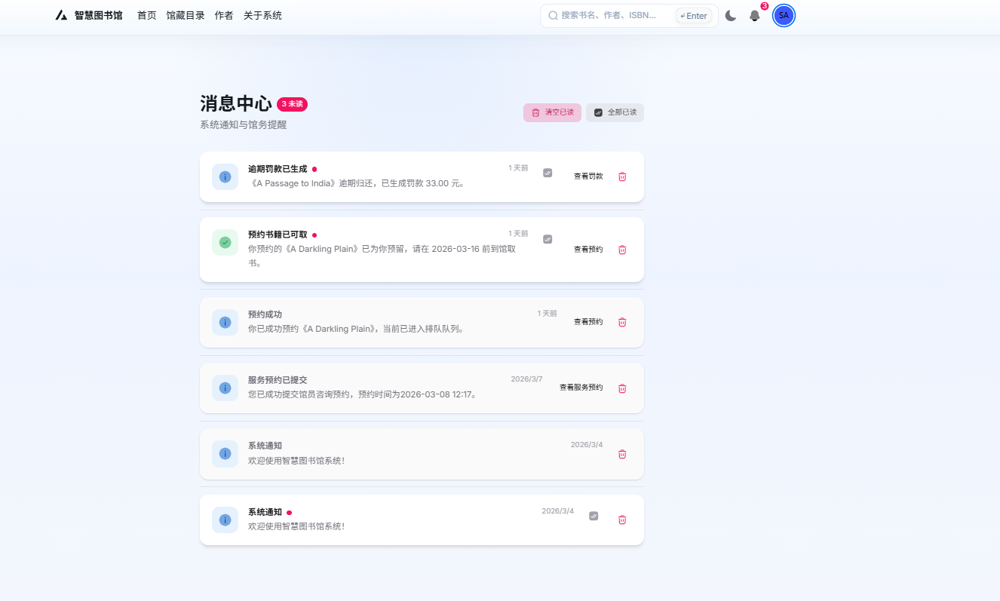 智慧图书馆 首页 馆藏目录 作者 关于系统 搜索书名、作者、ISBN... ⏎Enter 3 SA
消息中心 3 未读
清空已读 全部已读
系统通知与馆务提醒
逾期罚款已生成 1 天前
《A Passage to India》逾期归还，已生成罚款 33.00 元。 查看罚款
预约书籍已可取 1 天前
你预约的《A Darkling Plain》已为你预留，请在 2026-03-16 前到馆取 查看预约
书。
预约成功 1 天前
你已成功预约《A Darkling Plain》，当前已进入排队队列。 查看预约
服务预约已提交 2026/3/7
您已成功提交馆员咨询预约，预约时间为2026-03-08 12:17。 查看服务预约
系统通知 2026/3/4
欢迎使用智慧图书馆系统！
系统通知 2026/3/4
欢迎使用智慧图书馆系统！